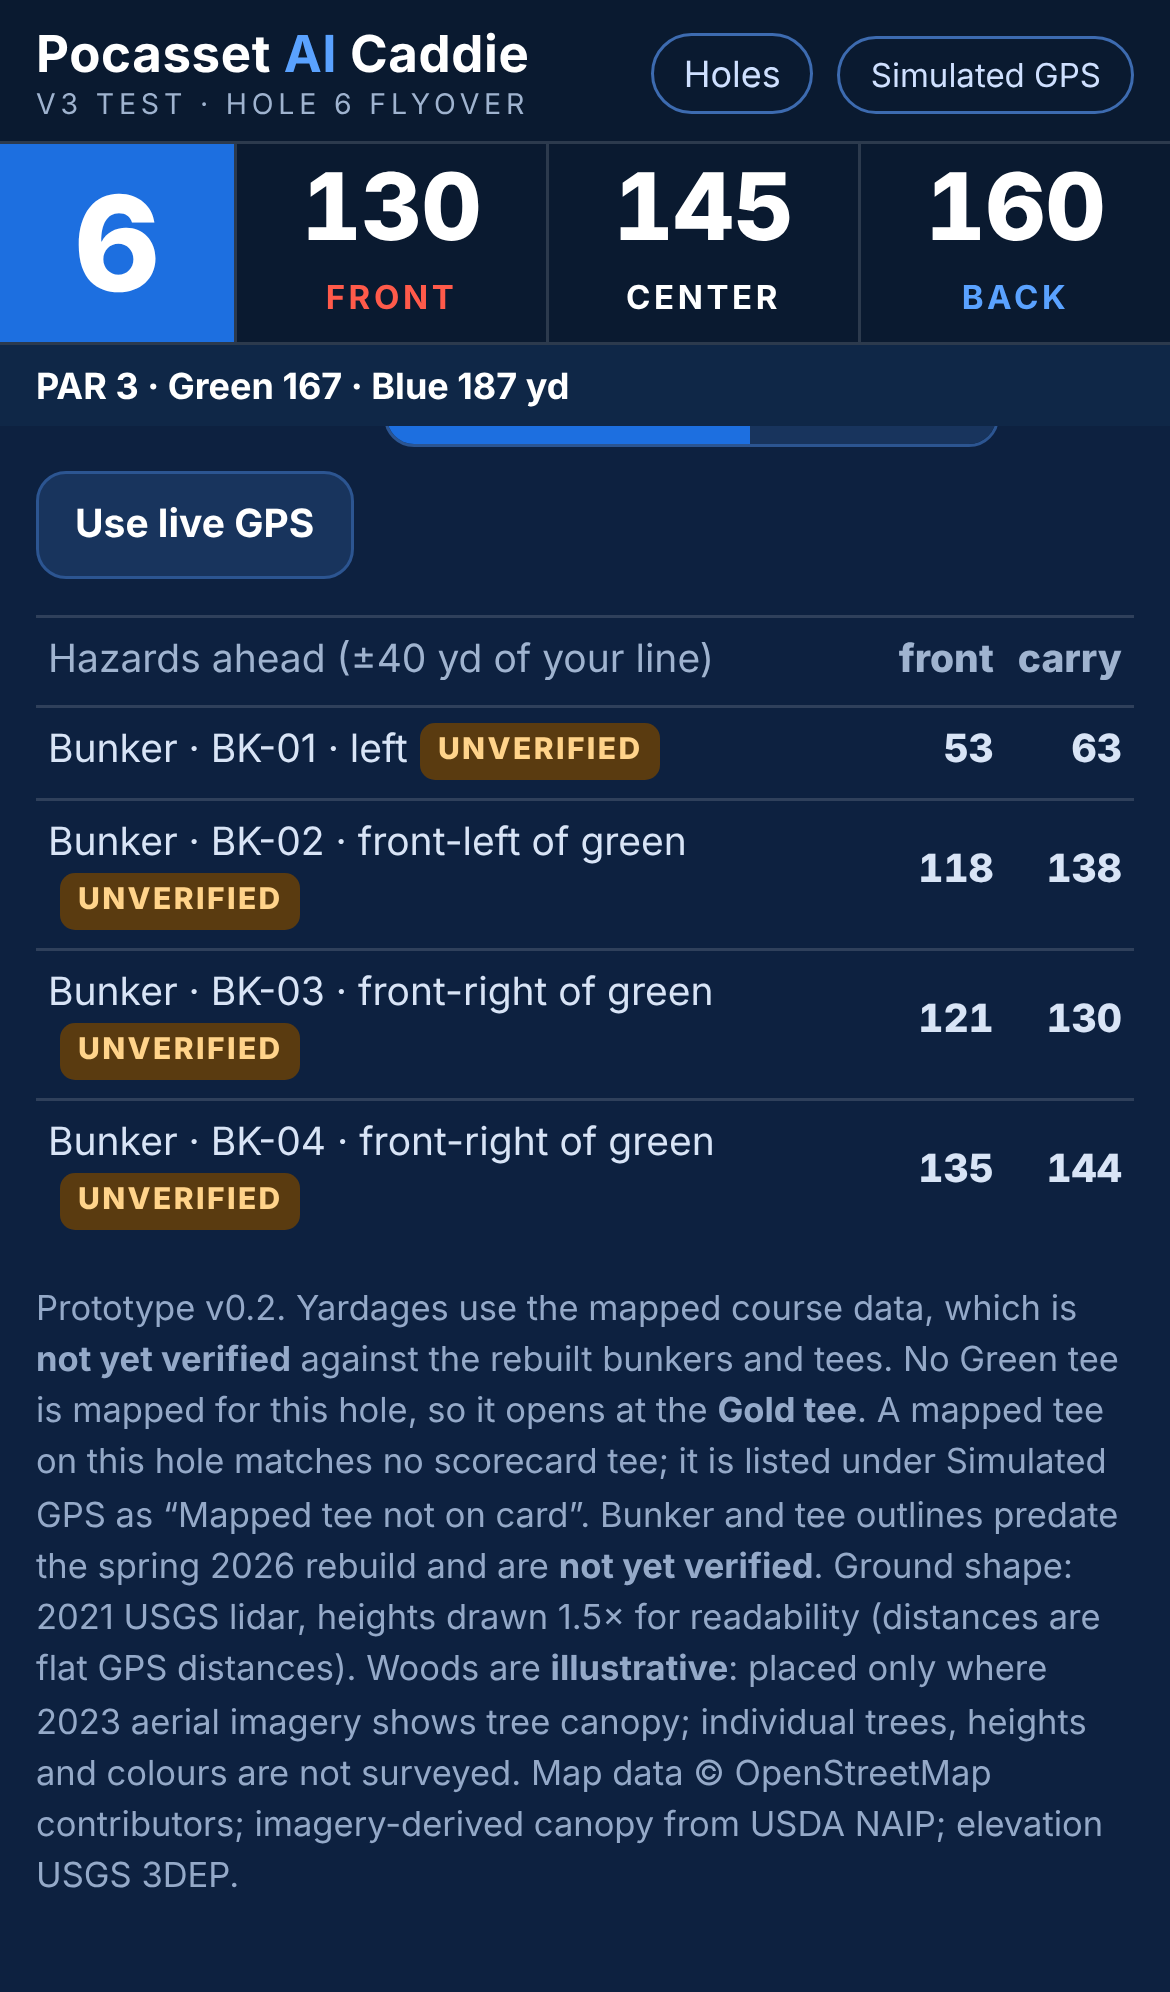 Pocasset AI Caddie
V3 TEST · HOLE 6 FLYOVER
Holes
Simulated GPS
6
130
FRONT
145
CENTER
160
BACK
PAR 3 · Green 167 · Blue 187 yd
Use live GPS
Hazards ahead (±40 yd of your line) front carry
Bunker · BK-01 · left UNVERIFIED 53 63
Bunker · BK-02 · front-left of green
UNVERIFIED
118 138
Bunker · BK-03 · front-right of green
UNVERIFIED
121 130
Bunker · BK-04 · front-right of green
UNVERIFIED
135 144
Prototype v0.2. Yardages use the mapped course data, which is
not yet verified against the rebuilt bunkers and tees. No Green tee
is mapped for this hole, so it opens at the Gold tee. A mapped tee
on this hole matches no scorecard tee; it is listed under Simulated
GPS as “Mapped tee not on card”. Bunker and tee outlines predate
the spring 2026 rebuild and are not yet verified. Ground shape:
2021 USGS lidar, heights drawn 1.5× for readability (distances are
flat GPS distances). Woods are illustrative: placed only where
2023 aerial imagery shows tree canopy; individual trees, heights
and colours are not surveyed. Map data © OpenStreetMap
contributors; imagery-derived canopy from USDA NAIP; elevation
USGS 3DEP.